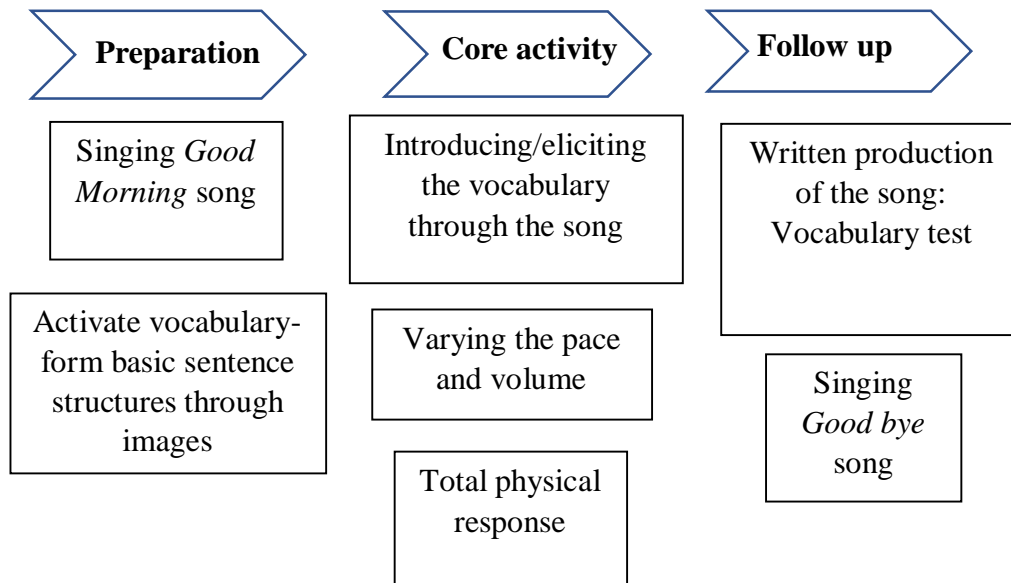 Preparation
Singing Good
Morning song
Activate vocabulary-
form basic sentence
structures through
images
Core activity
Introducing/eliciting
the vocabulary
through the song
Varying the pace
and volume
Total physical
response
Follow up
Written production
of the song:
Vocabulary test
Singing
Good bye
song